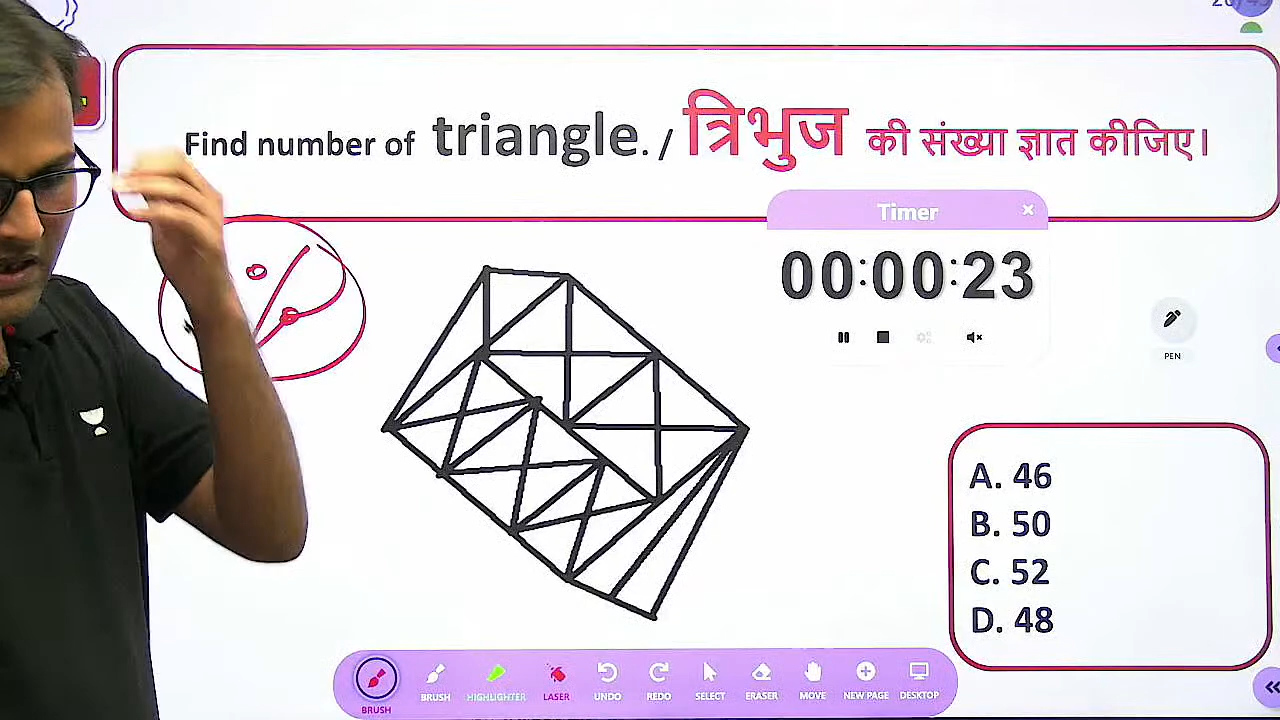 Find number of triangle. / त्रिभुज की संख्या ज्ञात कीजिए।
Timer ×
00:00:23
PEN
A. 46
B. 50
C. 52
D. 48
BRUSH BRUSH HIGHLIGHTER LASER UNDO REDO SELECT ERASER MOVE NEW PAGE DESKTOP